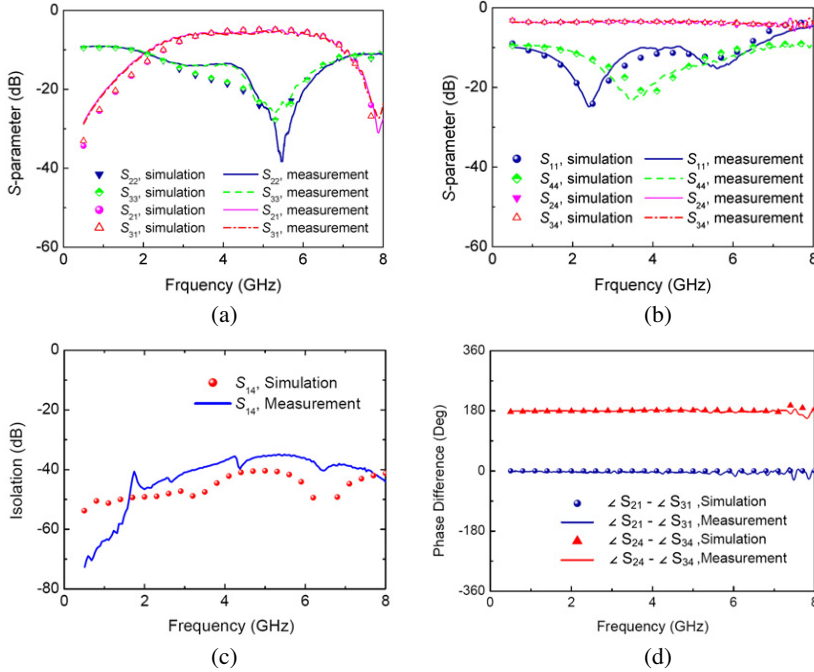 (a)
0
-20
-40
-60
S-parameter (dB)
S22, simulation
S33, simulation
S21, simulation
S31, simulation
S22, measurement
S33, measurement
S21, measurement
S31, measurement
0 2 4 6 8
Frquency (GHz)
(a)
(b)
0
-20
-40
-60
S-parameter (dB)
S11, simulation
S44, simulation
S24, simulation
S34, simulation
S11, measurement
S44, measurement
S24, measurement
S34, measurement
0 2 4 6 8
Frquency (GHz)
(b)
(c)
0
-20
-40
-60
-80
Isolation (dB)
S14, Simulation
S14, Measurement
0 2 4 6 8
Frequency (GHz)
(c)
(d)
360
180
0
-180
-360
Phase Difference (Deg)
∠ S21 - ∠ S31 ,Simulation
∠ S21 - ∠ S31 ,Measurement
∠ S24 - ∠ S34 ,Simulation
∠ S24 - ∠ S34 ,Measurement
0 2 4 6 8
Frquency (GHz)
(d)